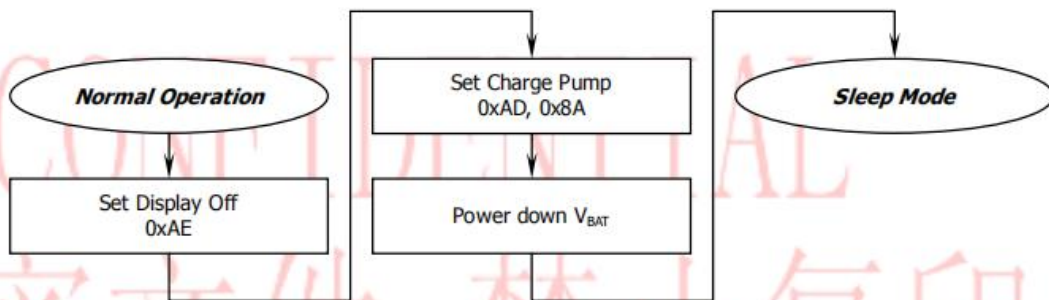 Normal Operation
Set Display Off
0xAE
Set Charge Pump
0xAD, 0x8A
Power down VBAT
Sleep Mode
CONFIDENTIAL